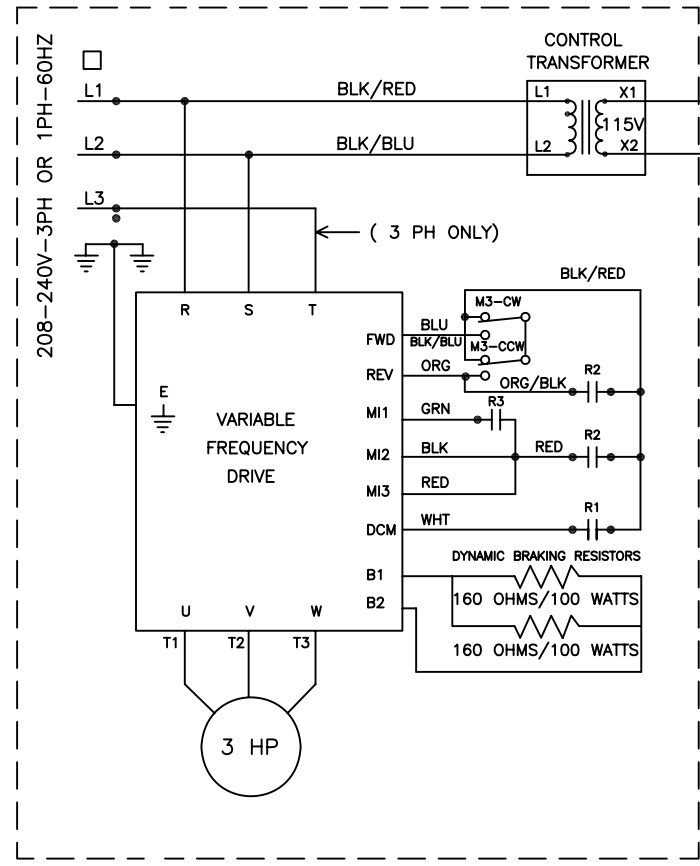 208-240V-3PH OR 1PH-60HZ
CONTROL
TRANSFORMER
L1
BLK/RED
L1
X1
115V
L2
BLK/BLU
L2
X2
L3
( 3 PH ONLY)
BLK/RED
R
S
T
M3-CW
FWD
BLU
BLK/BLU
M3-CCW
REV
ORG
ORG/BLK
R2
E
MI1
GRN
R3
VARIABLE
FREQUENCY
DRIVE
MI2
BLK
RED
R2
MI3
RED
DCM
WHT
R1
DYNAMIC BRAKING RESISTORS
B1
160 OHMS/100 WATTS
B2
160 OHMS/100 WATTS
U
V
W
T1
T2
T3
3 HP